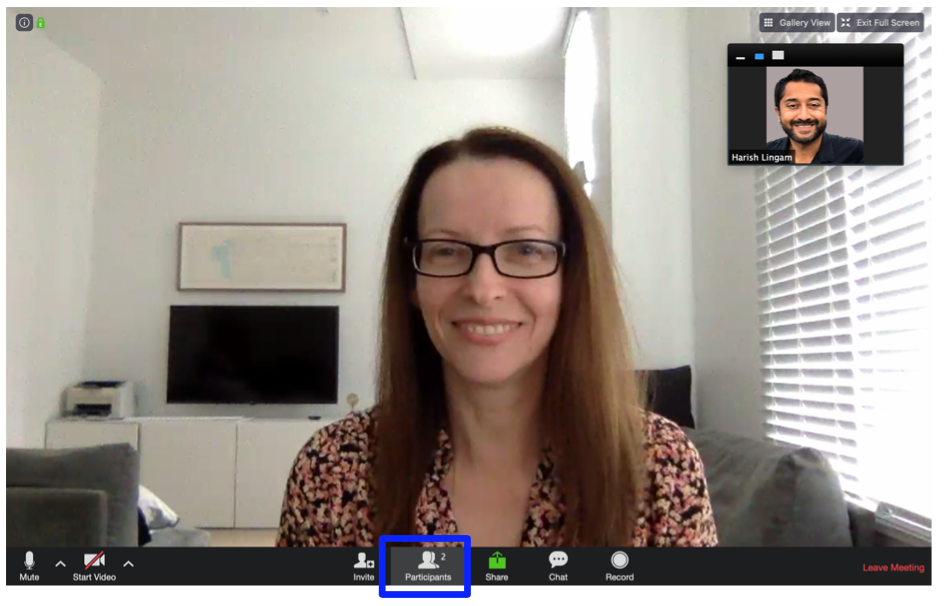 Gallery View
Exit Full Screen
Harish Lingam
2
Mute
Start Video
Invite
Participants
Share
Chat
Record
Leave Meeting